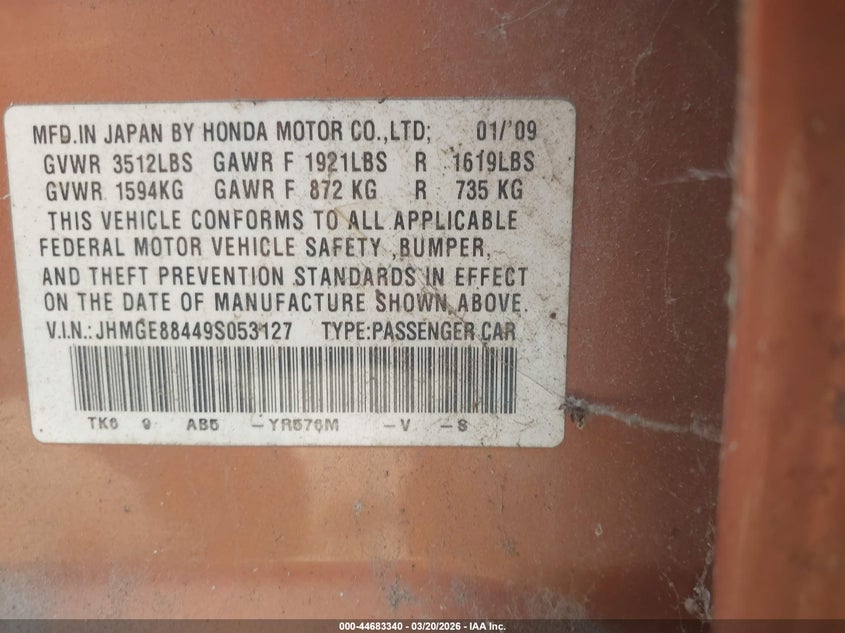 MFD.IN JAPAN BY HONDA MOTOR CO.,LTD; 01/'09
GVWR 3512LBS GAWR F 1921LBS R 1619LBS
GVWR 1594KG GAWR F 872 KG R 735 KG
THIS VEHICLE CONFORMS TO ALL APPLICABLE
FEDERAL MOTOR VEHICLE SAFETY ,BUMPER,
AND THEFT PREVENTION STANDARDS IN EFFECT
ON THE DATE OF MANUFACTURE SHOWN ABOVE.
V.I.N.: JHMGE88449S053127 TYPE:PASSENGER CAR
TK6 9 AB5 -YR576M -V -S
000-44683340 - 03/20/2026 - IAA Inc.